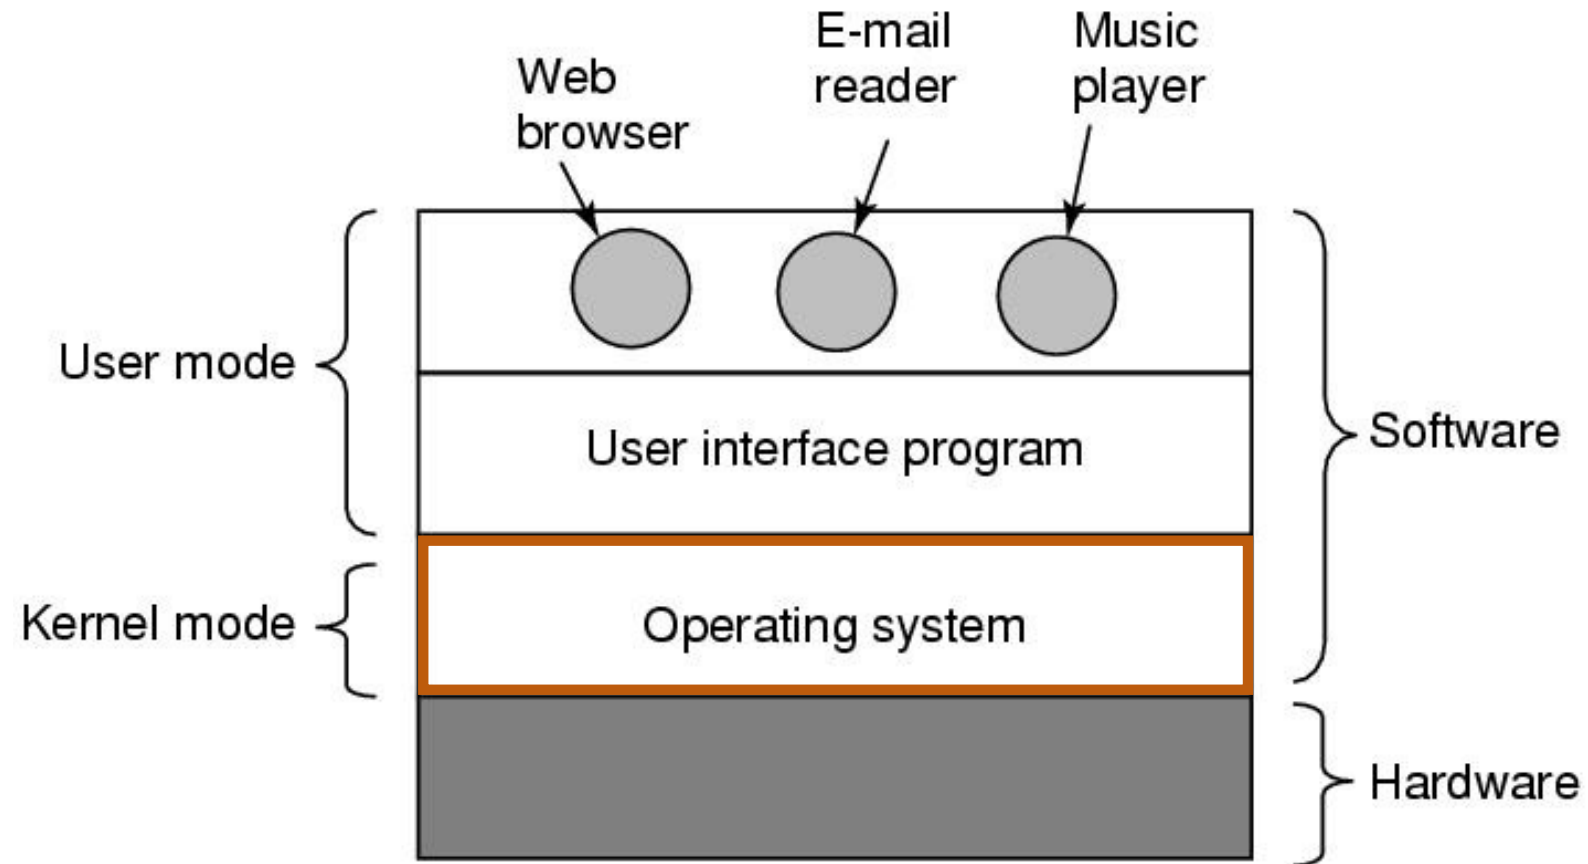 Web
browser
E-mail
reader
Music
player
User mode
User interface program
Software
Kernel mode
Operating system
Hardware